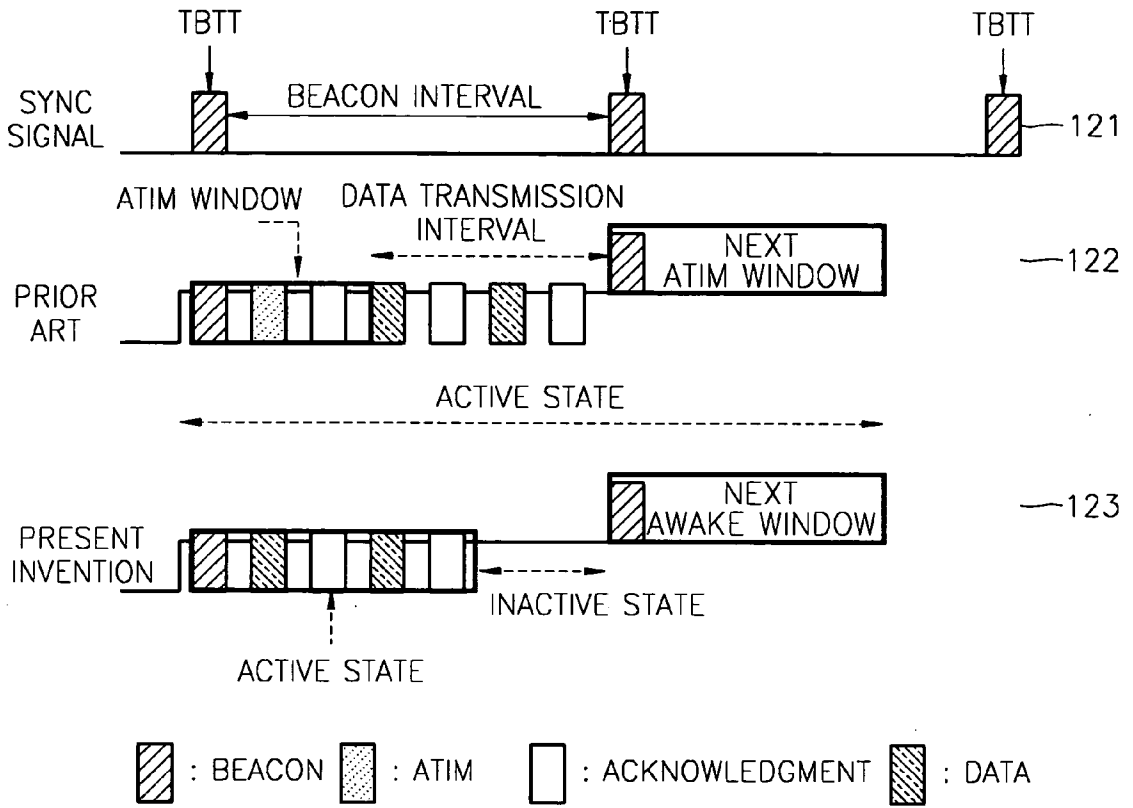 TBTT TBTT TBTT
SYNC SIGNAL
BEACON INTERVAL
121
ATIM WINDOW
DATA TRANSMISSION
INTERVAL
NEXT
ATIM WINDOW
122
PRIOR
ART
ACTIVE STATE
NEXT
AWAKE WINDOW
123
PRESENT
INVENTION
INACTIVE STATE
ACTIVE STATE
: BEACON : ATIM : ACKNOWLEDGMENT : DATA